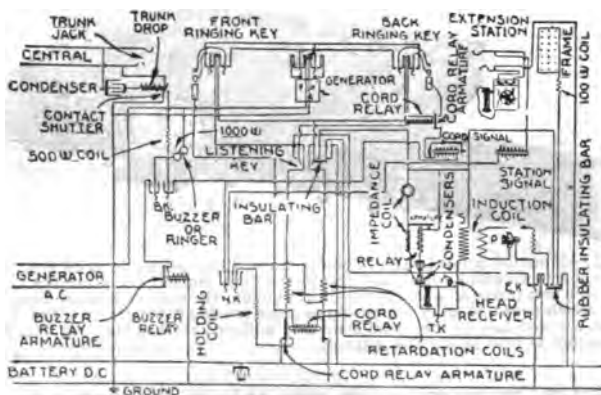 TRUNK JACK
TRUNK DROP
FRONT RINGING KEY
BACK RINGING KEY
EXTENSION STATION
CENTRAL
CONDENSER
CONTACT SHUTTER
GENERATOR
CORD RELAY
CORD RELAY ARMATURE
FRAME
100 W COIL
1000 W
500 W COIL
LISTENING KEY
CORD SIGNAL
STATION SIGNAL
B.K.
BUZZER OR RINGER
INSULATING BAR
IMPEDANCE COIL
CONDENSERS
INDUCTION COIL
RELAY
P
RUBBER INSULATING BAR
GENERATOR
A.C.
N.K.
E.K.
T.K.
HEAD RECEIVER
BUZZER RELAY ARMATURE
BUZZER RELAY
HOLDING COIL
CORD RELAY
RETARDATION COILS
BATTERY D.C
CORD RELAY ARMATURE
GROUND